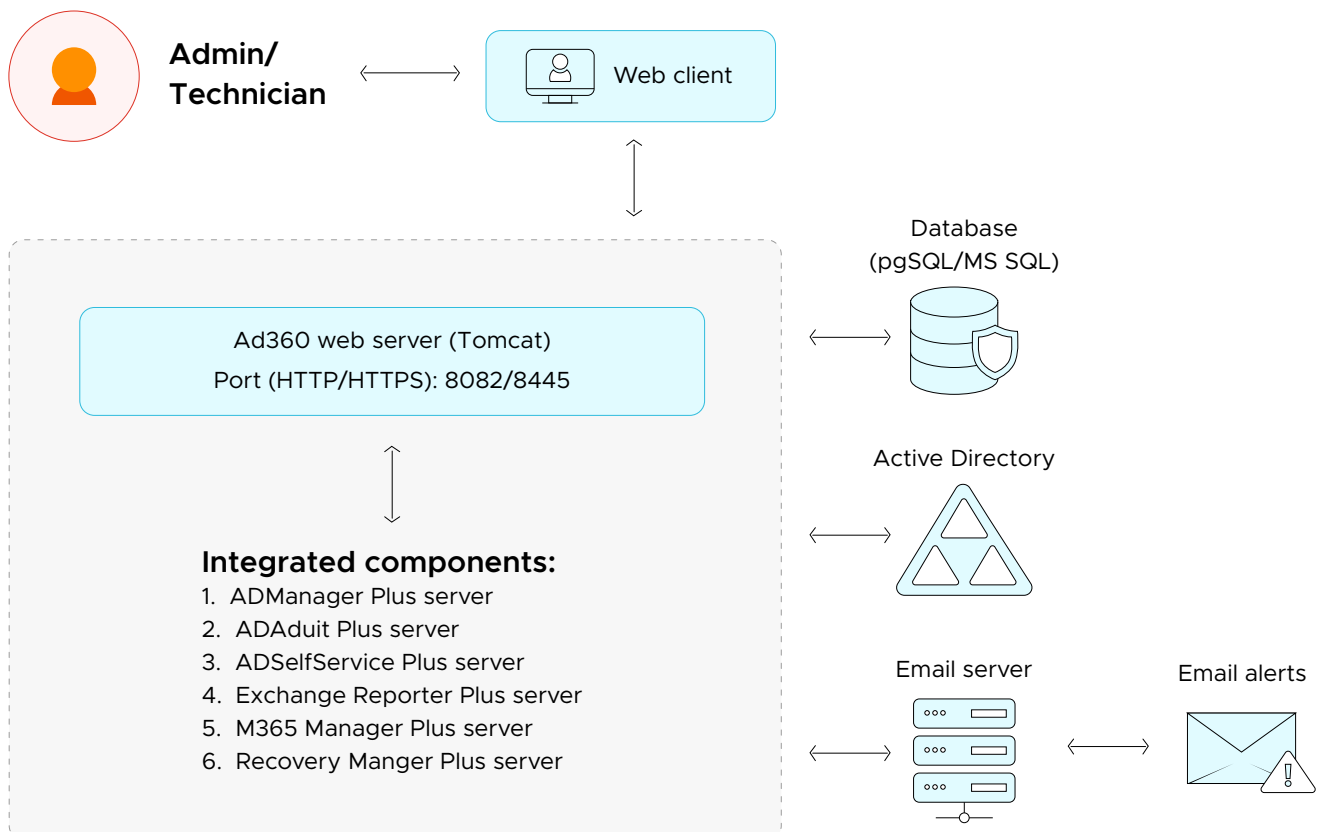 Admin/
Technician
Web client
Database
(pgSQL/MS SQL)
Ad360 web server (Tomcat)
Port (HTTP/HTTPS): 8082/8445
Active Directory
Integrated components:
1. ADManager Plus server
2. ADAduit Plus server
3. ADSelfService Plus server
4. Exchange Reporter Plus server
5. M365 Manager Plus server
6. Recovery Manger Plus server
Email server
Email alerts